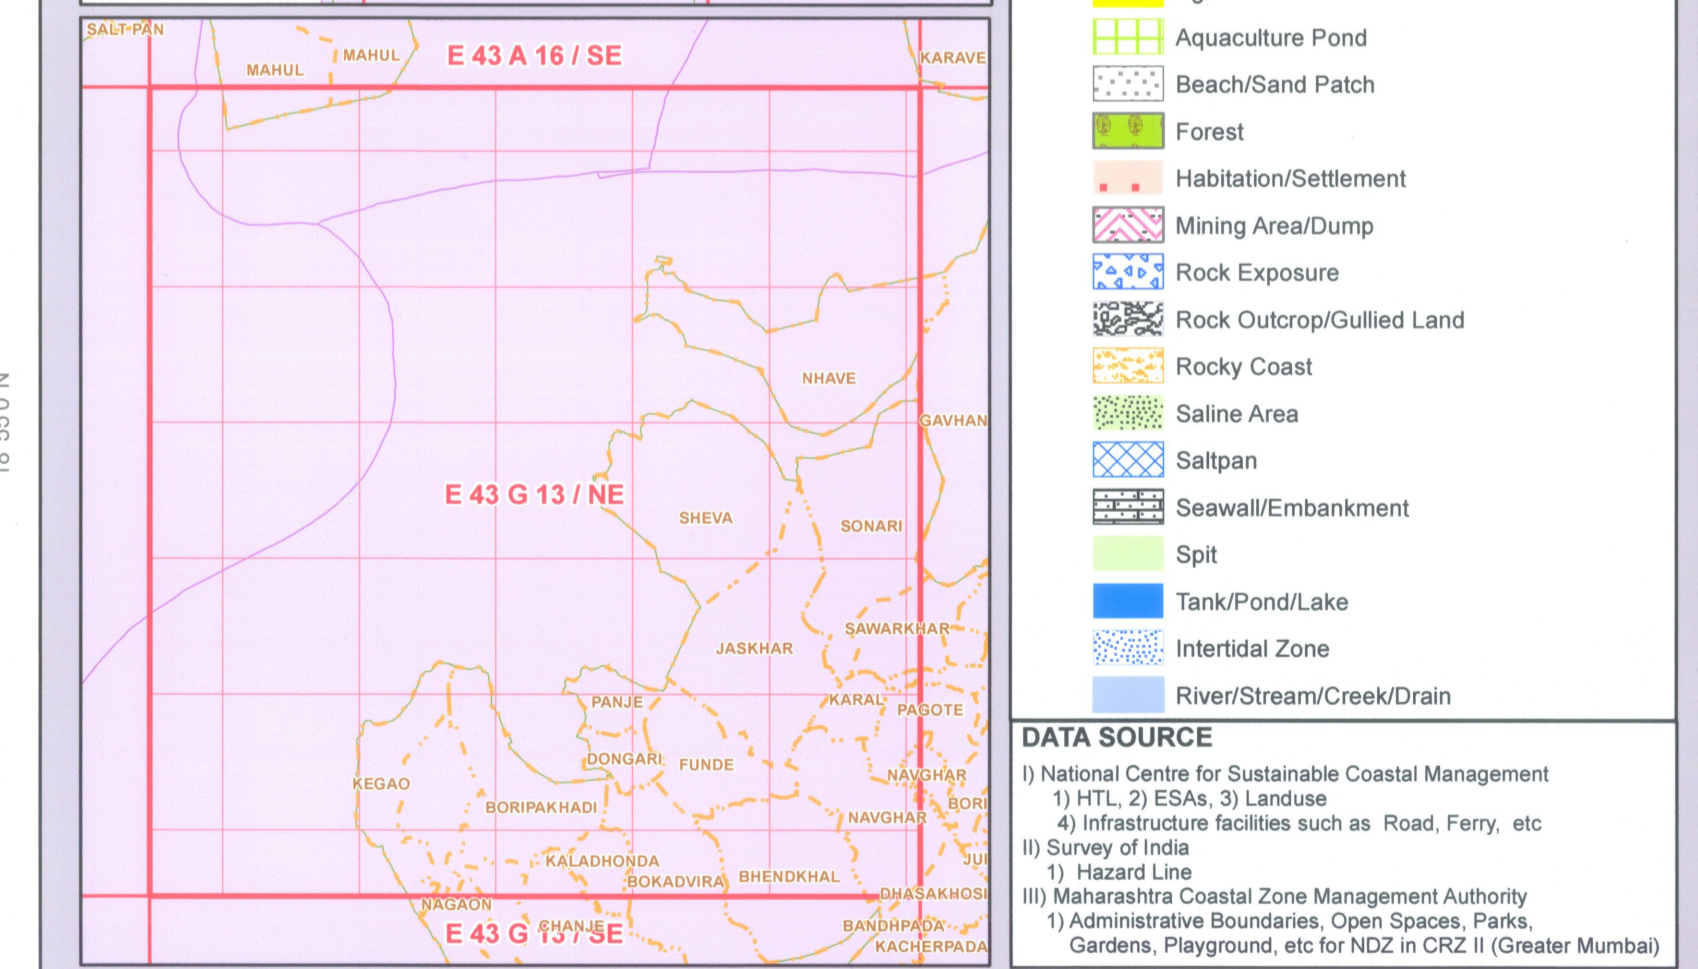 SALT PAN
MAHUL
MAHUL
E 43 A 16 / SE
KARAVE
NHAVE
GAVHAN
E 43 G 13 / NE
SHEVA
SONARI
SAWARKHAR
JASKHAR
PANJE
KARAL
PAGOTE
DONGARI
FUNDE
KEGAO
NAVGHAR
BORIPAKHADI
BORI
NAVGHAR
KALADHONDA
JUI
BOKADVIRA
BHENDKHAL
DHASAKHOSI
NAGAON
CHANJE
BANDHPADA
E 43 G 13 / SE
KACHERPADA
Aquaculture Pond
Beach/Sand Patch
Forest
Habitation/Settlement
Mining Area/Dump
Rock Exposure
Rock Outcrop/Gullied Land
Rocky Coast
Saline Area
Saltpan
Seawall/Embankment
Spit
Tank/Pond/Lake
Intertidal Zone
River/Stream/Creek/Drain
DATA SOURCE
I) National Centre for Sustainable Coastal Management
1) HTL, 2) ESAs, 3) Landuse
4) Infrastructure facilities such as Road, Ferry, etc
II) Survey of India
1) Hazard Line
III) Maharashtra Coastal Zone Management Authority
1) Administrative Boundaries, Open Spaces, Parks,
Gardens, Playground, etc for NDZ in CRZ II (Greater Mumbai)